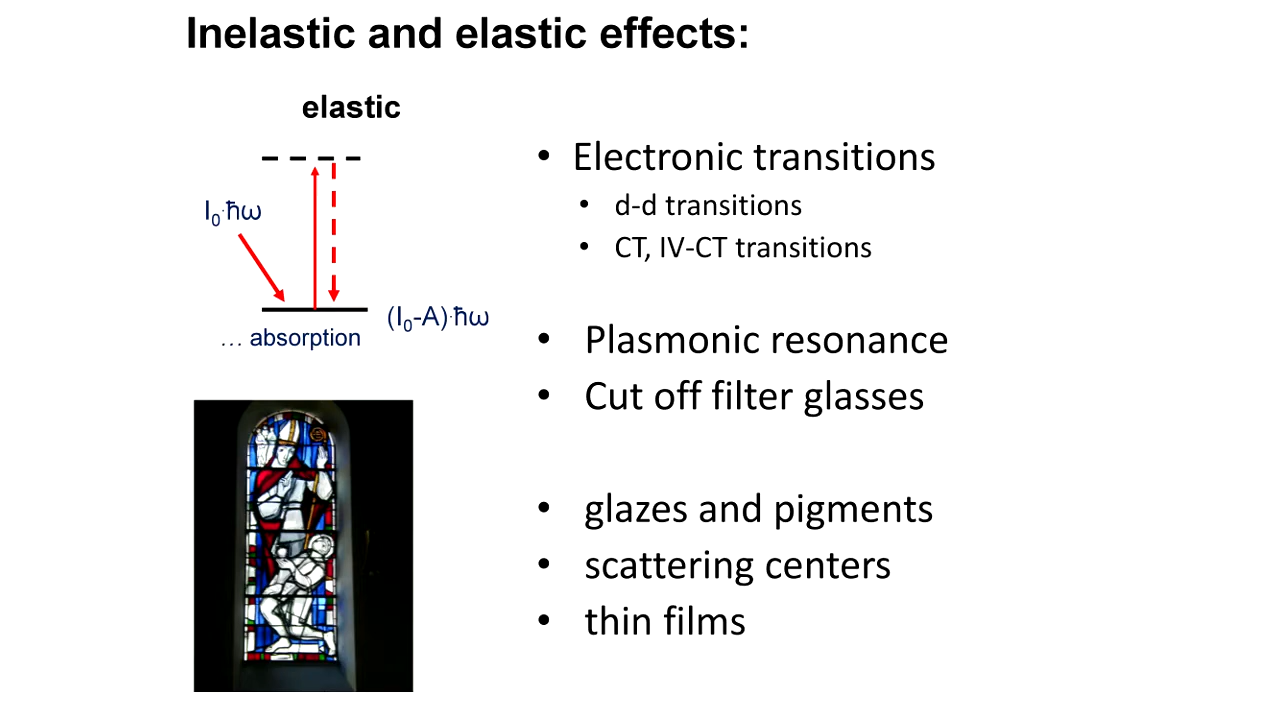 Inelastic and elastic effects:
elastic
I₀·ħω
(I₀-A)·ħω
… absorption
• Electronic transitions
• d-d transitions
• CT, IV-CT transitions
• Plasmonic resonance
• Cut off filter glasses
• glazes and pigments
• scattering centers
• thin films